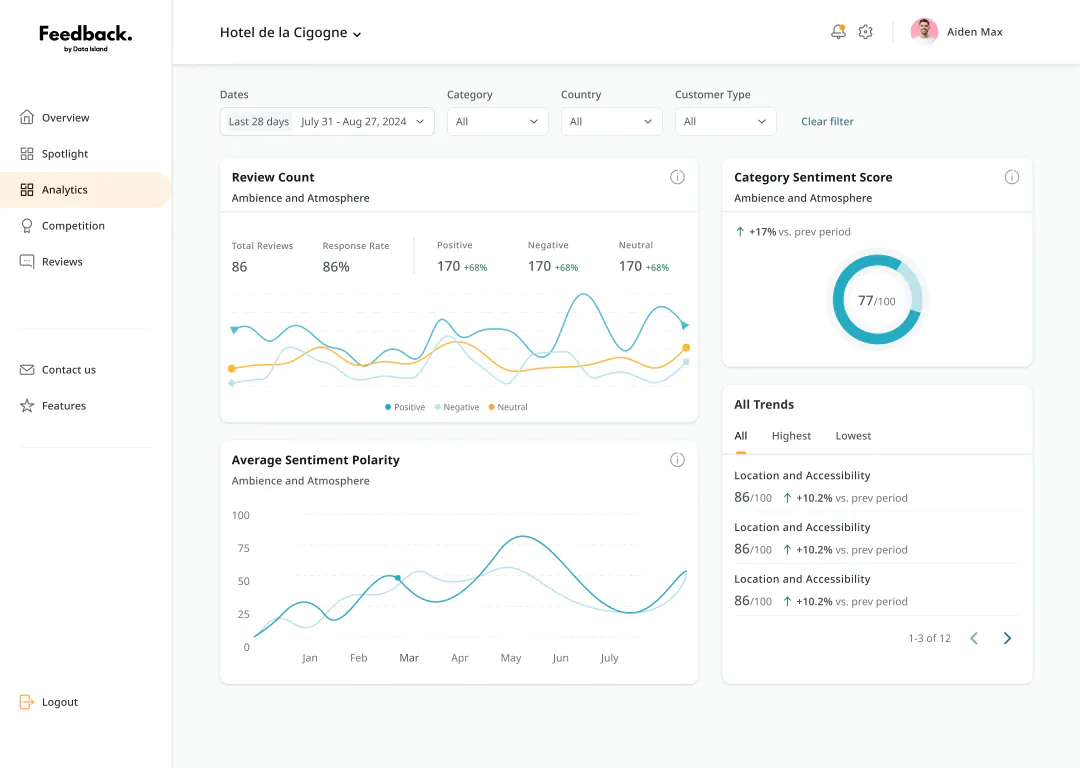 Feedback.
by Data Island
Overview
Spotlight
Analytics
Competition
Reviews
Contact us
Features
Logout
Hotel de la Cigogne
Aiden Max
Dates
Category
Country
Customer Type
Last 28 days July 31 - Aug 27, 2024
All
All
All
Clear filter
Review Count
Ambience and Atmosphere
Total Reviews
Response Rate
Positive
Negative
Neutral
86
86%
170 +68%
170 +68%
170 +68%
Positive
Negative
Neutral
Category Sentiment Score
Ambience and Atmosphere
+17% vs. prev period
77/100
Average Sentiment Polarity
Ambience and Atmosphere
100
75
50
25
0
Jan
Feb
Mar
Apr
May
Jun
July
All Trends
All
Highest
Lowest
Location and Accessibility
86/100 +10.2% vs. prev period
Location and Accessibility
86/100 +10.2% vs. prev period
Location and Accessibility
86/100 +10.2% vs. prev period
1-3 of 12